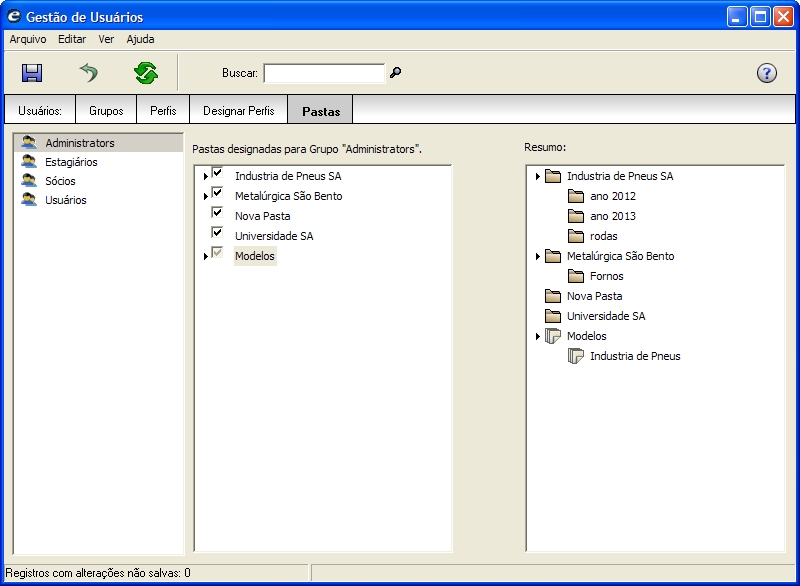 Gestão de Usuários
Arquivo Editar Ver Ajuda
Buscar:
Usuários: Grupos Perfis Designar Perfis Pastas
Administrators
Estagiários
Sócios
Usuários
Pastas designadas para Grupo "Administrators".
Industria de Pneus SA
Metalúrgica São Bento
Nova Pasta
Universidade SA
Modelos
Resumo:
Industria de Pneus SA
ano 2012
ano 2013
rodas
Metalúrgica São Bento
Fornos
Nova Pasta
Universidade SA
Modelos
Industria de Pneus
Registros com alterações não salvas: 0